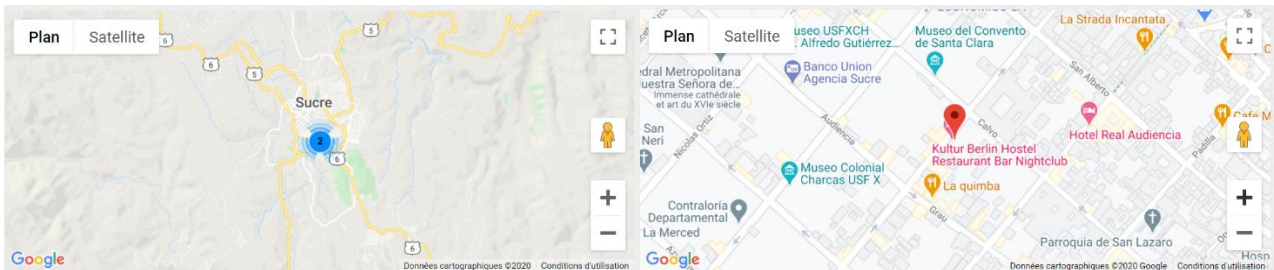 Plan
Satellite
5
6
5
6
Sucre
2
6
6
6
Google
Données cartographiques ©2020
Conditions d'utilisation
Plan
Satellite
La Strada Incantata
useo USFXCH
Alfredo Gutiérrez...
Museo del Convento
de Santa Clara
Banco Union
Agencia Sucre
edral Metropolitana
uestra Señora de...
Immense cathédrale
et art du XVIe siècle
San Alberto
San
Neri
Nicolas Ortiz
Audiencia
Calvo
Hotel Real Audiencia
Café M
Padilla
Kultur Berlin Hostel
Restaurant Bar Nightclub
Museo Colonial
Charcas USF X
La quimba
Grau
Contraloría
Departamental
La Merced
Parroquia de San Lazaro
Hosp
Google
Données cartographiques ©2020 Google
Conditions d'utilisation